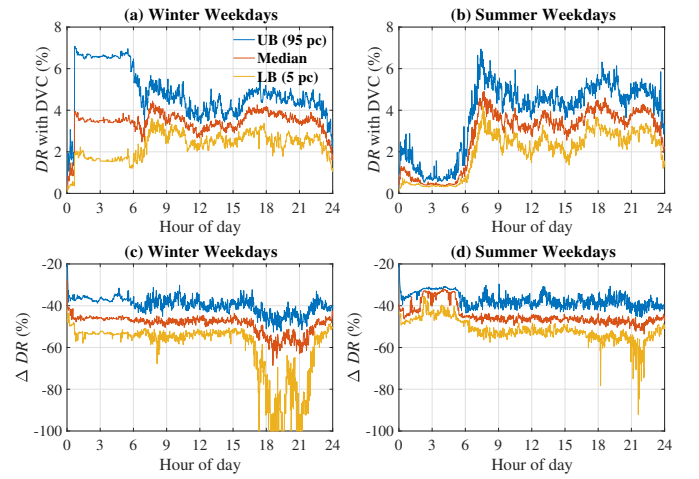 (a) Winter Weekdays
(b) Summer Weekdays
8
6
4
2
0
DR with DVC (%)
UB (95 pc)
Median
LB (5 pc)
0 3 6 9 12 15 18 21 24
Hour of day
8
6
4
2
0
DR with DVC (%)
0 3 6 9 12 15 18 21 24
Hour of day
(c) Winter Weekdays
(d) Summer Weekdays
-20
-40
-60
-80
-100
Δ DR (%)
0 3 6 9 12 15 18 21 24
Hour of day
-20
-40
-60
-80
-100
Δ DR (%)
0 3 6 9 12 15 18 21 24
Hour of day